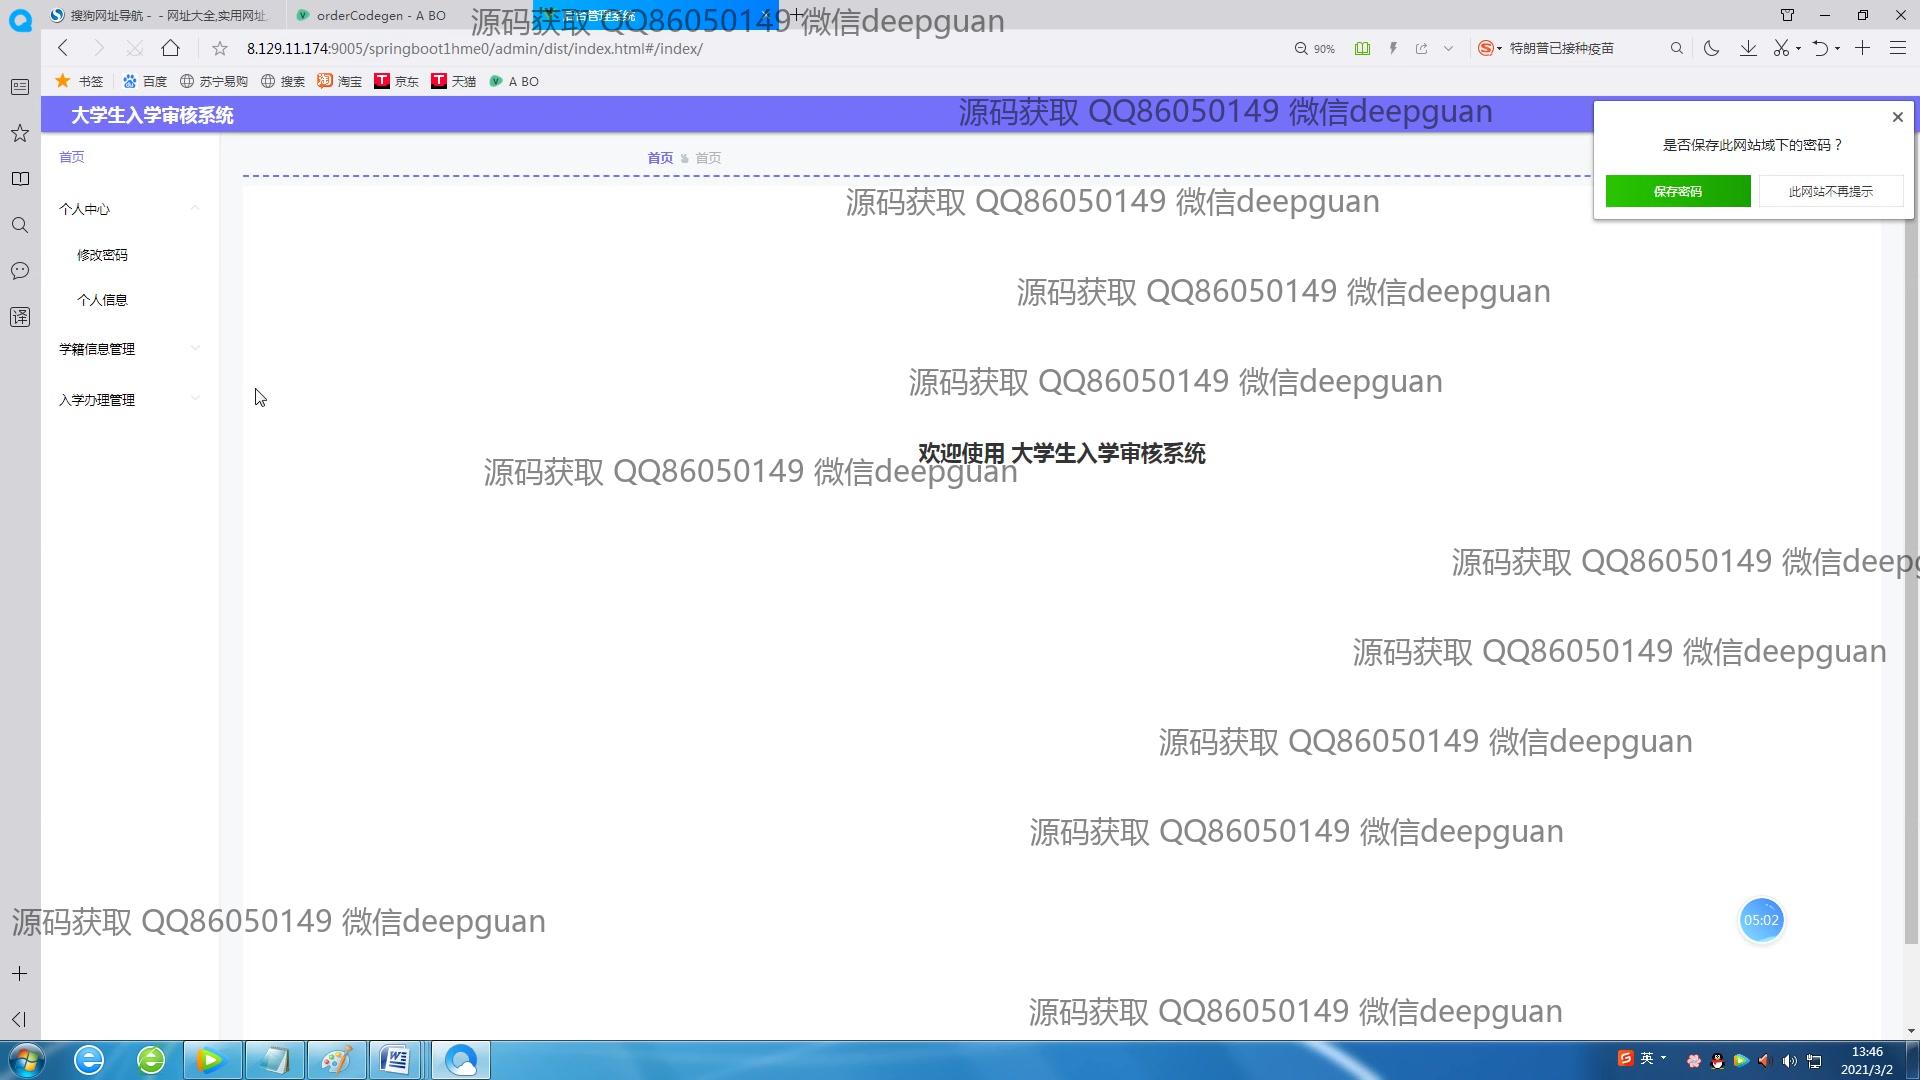 搜狗网址导航 - - 网址大全,实用网址
orderCodegen - A BO
后台管理系统
源码获取 QQ86050149 微信deepguan
8.129.11.174:9005/springboot1hme0/admin/dist/index.html#/index/
90%
特朗普已接种疫苗
书签
百度
苏宁易购
搜索
淘宝
京东
天猫
A BO
大学生入学审核系统
源码获取 QQ86050149 微信deepguan
是否保存此网站域下的密码？
保存密码
此网站不再提示
首页
首页
首页
源码获取 QQ86050149 微信deepguan
个人中心
修改密码
源码获取 QQ86050149 微信deepguan
个人信息
学籍信息管理
源码获取 QQ86050149 微信deepguan
入学办理管理
欢迎使用 大学生入学审核系统
源码获取 QQ86050149 微信deepguan
源码获取 QQ86050149 微信deepg
源码获取 QQ86050149 微信deepguan
源码获取 QQ86050149 微信deepguan
源码获取 QQ86050149 微信deepguan
源码获取 QQ86050149 微信deepguan
05:02
源码获取 QQ86050149 微信deepguan
译
英
13:46
2021/3/2